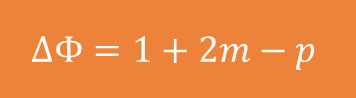 ΔΦ = 1 + 2m − p